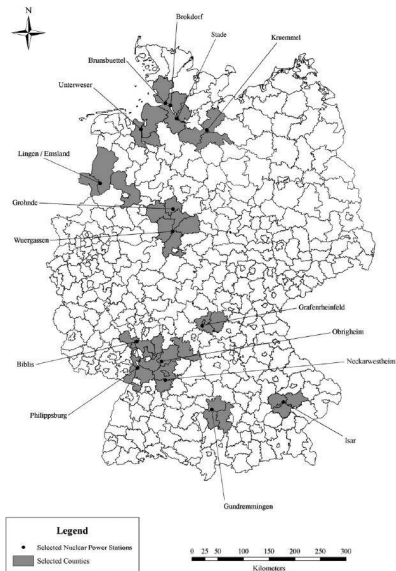 N
Brokdorf
Stade
Brunsbuettel
Kruemmel
Unterweser
Lingen / Emsland
Grohnde
Wuergassen
Grafenrheinfeld
Obrigheim
Biblis
Neckarwestheim
Philippsburg
Isar
Gundremmingen
Legend
Selected Nuclear Power Stations
Selected Counties
0 25 50 100 150 200 250 300
Kilometers